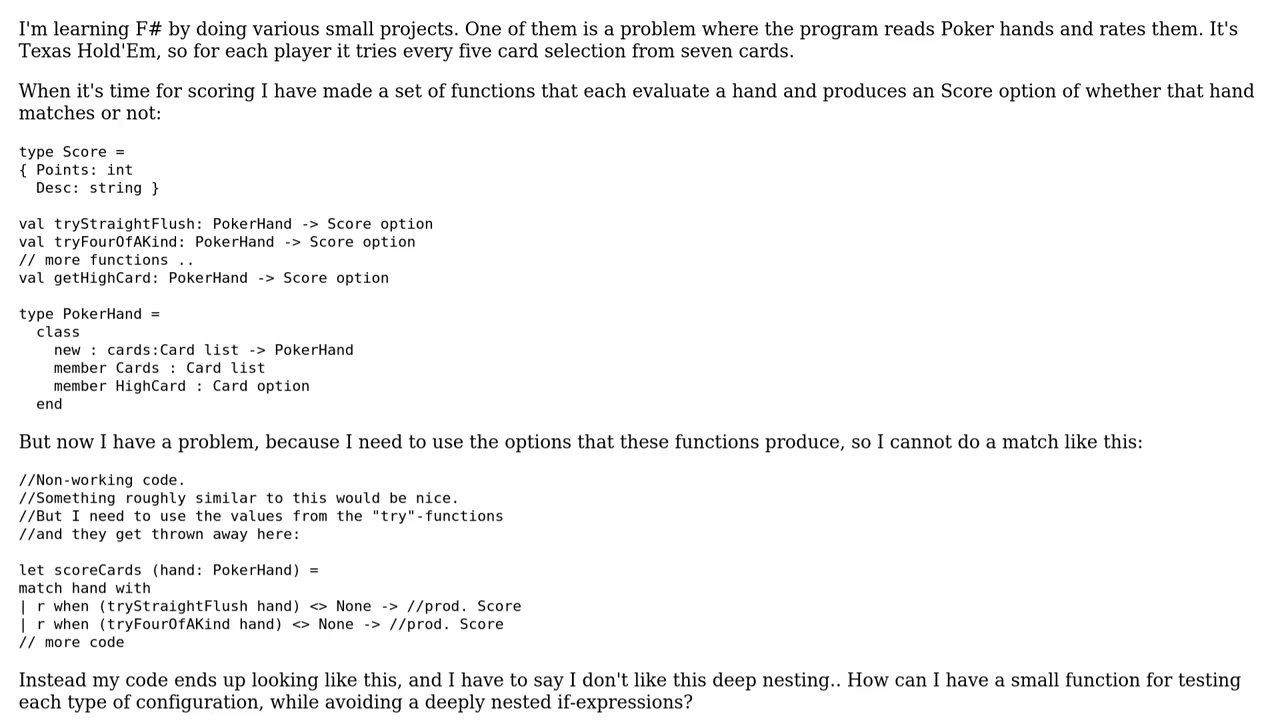 I'm learning F# by doing various small projects. One of them is a problem where the program reads Poker hands and rates them. It's
Texas Hold'Em, so for each player it tries every five card selection from seven cards.
When it's time for scoring I have made a set of functions that each evaluate a hand and produces an Score option of whether that hand
matches or not:
type Score =
{ Points: int
  Desc: string }
val tryStraightFlush: PokerHand -> Score option
val tryFourOfAKind: PokerHand -> Score option
// more functions ..
val getHighCard: PokerHand -> Score option
type PokerHand =
  class
    new : cards:Card list -> PokerHand
    member Cards : Card list
    member HighCard : Card option
  end
But now I have a problem, because I need to use the options that these functions produce, so I cannot do a match like this:
//Non-working code.
//Something roughly similar to this would be nice.
//But I need to use the values from the "try"-functions
//and they get thrown away here:
let scoreCards (hand: PokerHand) =
match hand with
| r when (tryStraightFlush hand) <> None -> //prod. Score
| r when (tryFourOfAKind hand) <> None -> //prod. Score
// more code
Instead my code ends up looking like this, and I have to say I don't like this deep nesting.. How can I have a small function for testing
each type of configuration, while avoiding a deeply nested if-expressions?